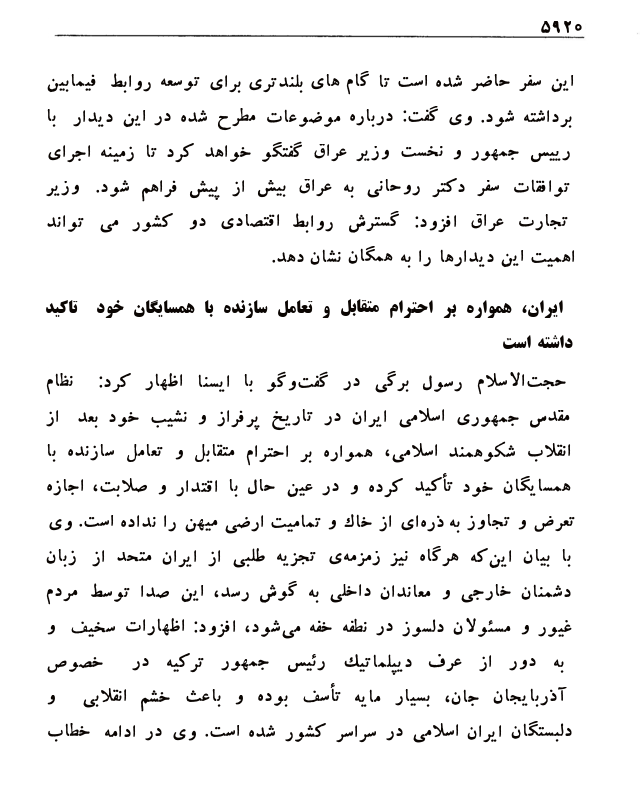 ۵۹۲۰
این سفر حاضر شده است تا گام های بلندتری برای توسعه روابط فیمابین
برداشته شود. وی گفت: درباره موضوعات مطرح شده در این دیدار با
رییس جمهور و نخست وزیر عراق گفتگو خواهد کرد تا زمینه اجرای
توافقات سفر دکتر روحانی به عراق بیش از پیش فراهم شود. وزیر
تجارت عراق افزود: گسترش روابط اقتصادی دو کشور می تواند
اهمیت این دیدارها را به همگان نشان دهد.
ایران، همواره بر احترام متقابل و تعامل سازنده با همسایگان خود تاکید
داشته است
حجت‌الاسلام رسول برگی در گفت‌وگو با ایسنا اظهار کرد: نظام
مقدس جمهوری اسلامی ایران در تاریخ پرفراز و نشیب خود بعد از
انقلاب شکوهمند اسلامی، همواره بر احترام متقابل و تعامل سازنده با
همسایگان خود تأکید کرده و در عین حال با اقتدار و صلابت، اجازه
تعرض و تجاوز به ذره‌ای از خاك و تمامیت ارضی میهن را نداده است. وی
با بیان این‌که هرگاه نیز زمزمه‌ی تجزیه طلبی از ایران متحد از زبان
دشمنان خارجی و معاندان داخلی به گوش رسد، این صدا توسط مردم
غیور و مسئولان دلسوز در نطفه خفه می‌شود، افزود: اظهارات سخیف و
به دور از عرف دیپلماتیك رئیس جمهور ترکیه در خصوص
آذربایجان جان، بسیار مایه تأسف بوده و باعث خشم انقلابی و
دلبستگان ایران اسلامی در سراسر کشور شده است. وی در ادامه خطاب